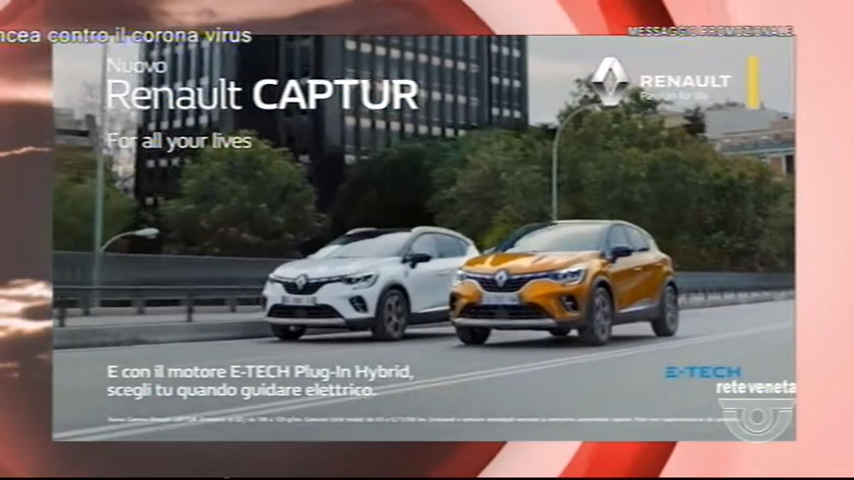 ncea contro il corona virus
MESSAGGIO PROMOZIONALE
Nuovo
Renault CAPTUR
For all your lives
RENAULT
Passion for life
E con il motore E-TECH Plug-In Hybrid,
scegli tu quando guidare elettrico.
E-TECH
reteveneta